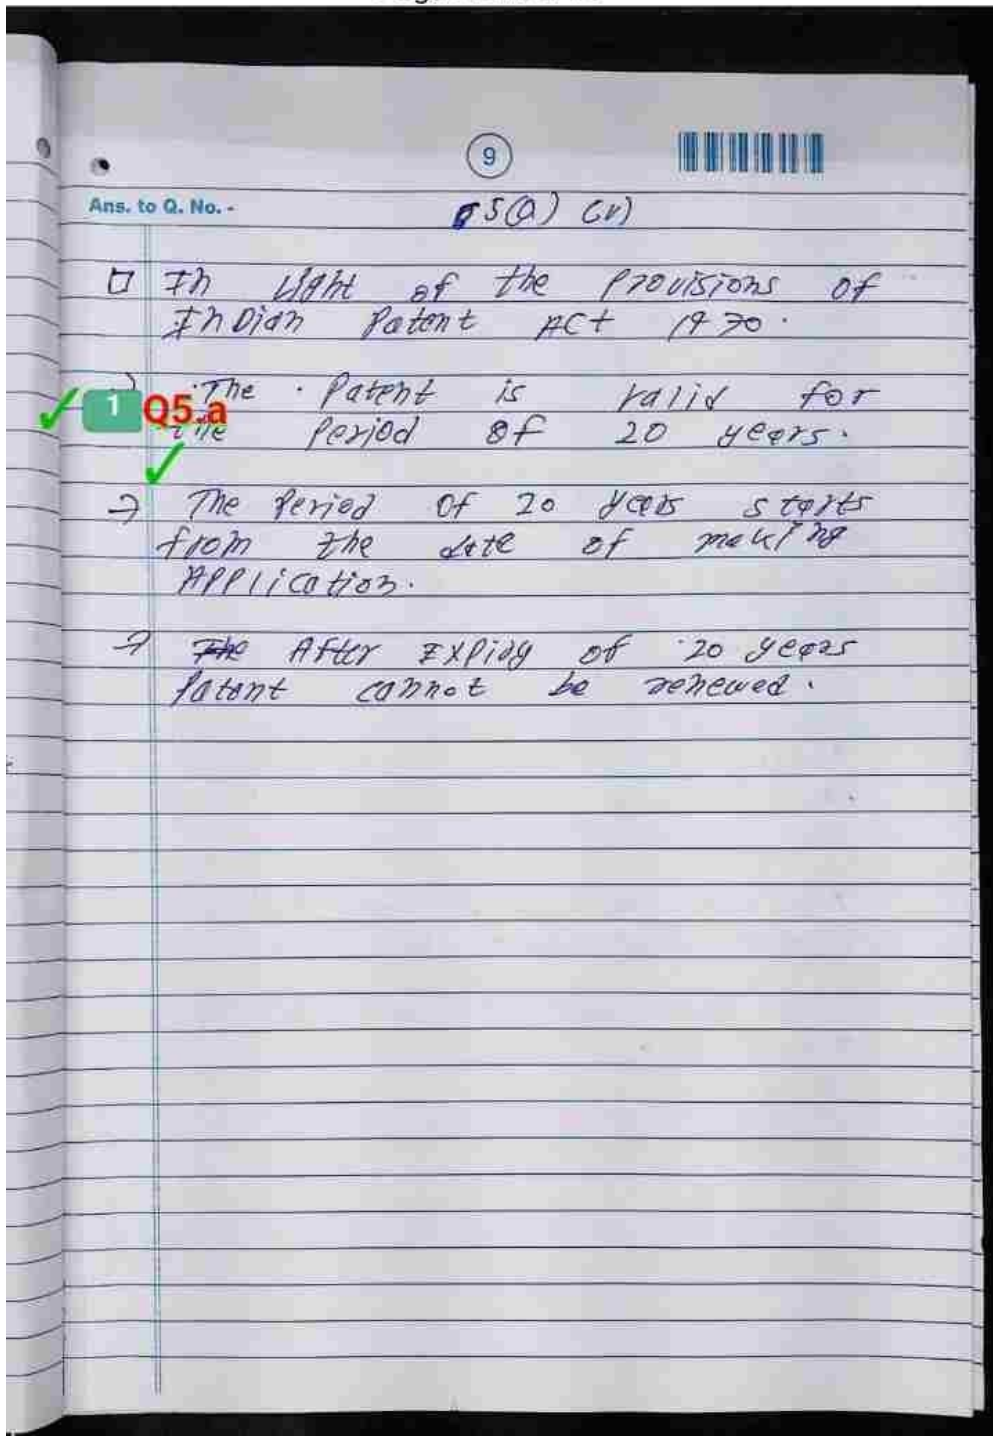 9
Ans. to Q. No. - 5(a) (v)
In Light of the Provisions of
Indian Patent Act 1970.
The Patent is valid for
1 Q5.a
the Period of 20 years.
→ The Period of 20 years starts
from the date of making
Application.
→ The After Expiry of 20 years
Patent cannot be renewed.